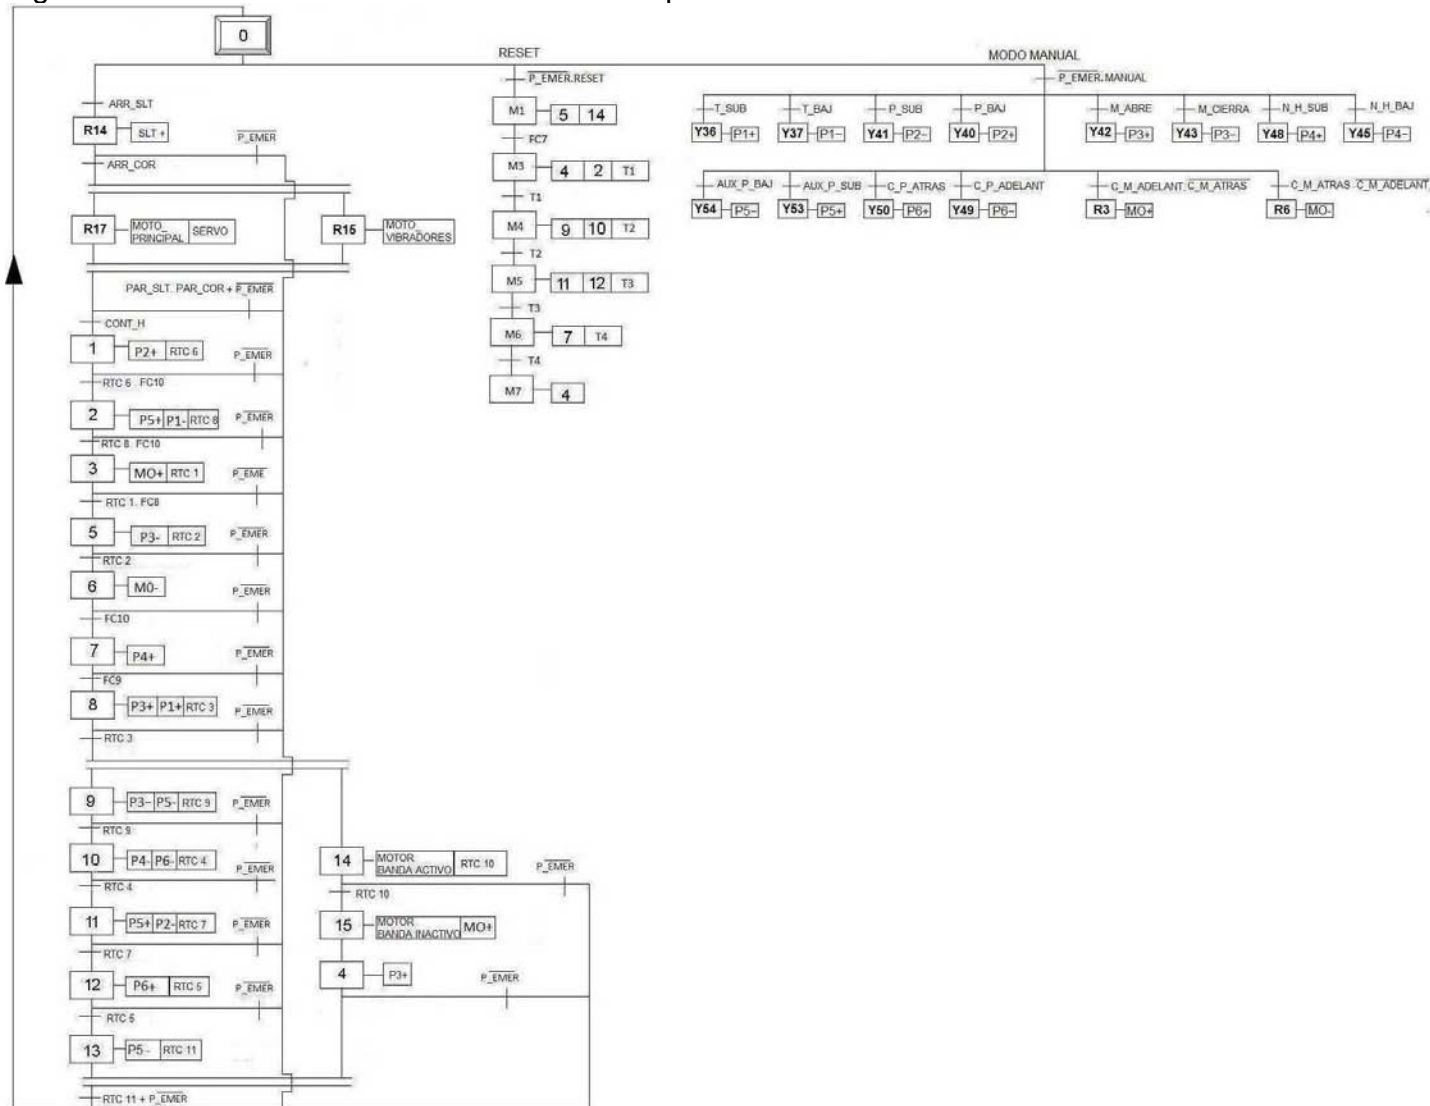 0
RESET
MODO MANUAL
P_EMER.RESET
P_EMER.MANUAL
ARR_SLT
R14 SLT +
P_EMER
ARR_COR
R17 MOTO_PRINCIPAL SERVO
R15 MOTO_VIBRADORES
PAR_SLT. PAR_COR + P_EMER
CONT_H
1 P2+ RTC 6 P_EMER
RTC 6 . FC10
2 P5+ P1- RTC 8 P_EMER
RTC 8 . FC10
3 MO+ RTC 1 P_EME
RTC 1. FC8
5 P3- RTC 2 P_EMER
RTC 2
6 M0- P_EMER
FC10
7 P4+ P_EMER
FC9
8 P3+ P1+ RTC 3 P_EMER
RTC 3
9 P3- P5- RTC 9 P_EMER
RTC 9
10 P4- P6- RTC 4 P_EMER
RTC 4
11 P5+ P2- RTC 7 P_EMER
RTC 7
12 P6+ RTC 5 P_EMER
RTC 5
13 P5- RTC 11
RTC 11 + P_EMER
14 MOTOR BANDA ACTIVO RTC 10 P_EMER
RTC 10
15 MOTOR BANDA INACTIVO MO+
4 P3+ P_EMER
M1 5 14
FC7
M3 4 2 T1
T1
M4 9 10 T2
T2
M5 11 12 T3
T3
M6 7 T4
T4
M7 4
T_SUB T_BAJ P_SUB P_BAJ M_ABRE M_CIERRA N_H_SUB N_H_BAJ
Y36 P1+ Y37 P1- Y41 P2- Y40 P2+ Y42 P3+ Y43 P3- Y48 P4+ Y45 P4-
AUX_P_BAJ AUX_P_SUB C_P_ATRAS C_P_ADELANT C_M_ADELANT. C_M_ATRAS C_M_ATRAS. C_M_ADELANT
Y54 P5- Y53 P5+ Y50 P6+ Y49 P6- R3 MO+ R6 MO-